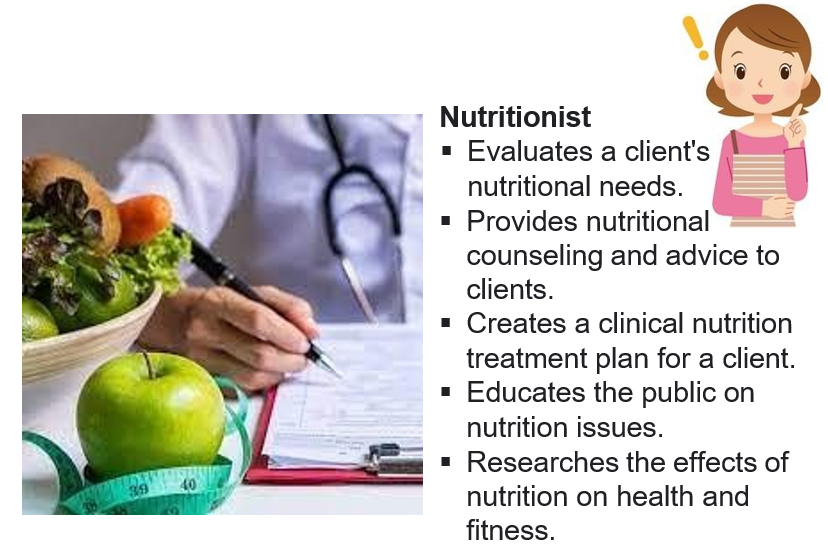 Nutritionist
▪ Evaluates a client's
nutritional needs.
▪ Provides nutritional
counseling and advice to
clients.
▪ Creates a clinical nutrition
treatment plan for a client.
▪ Educates the public on
nutrition issues.
▪ Researches the effects of
nutrition on health and
fitness.
39 40